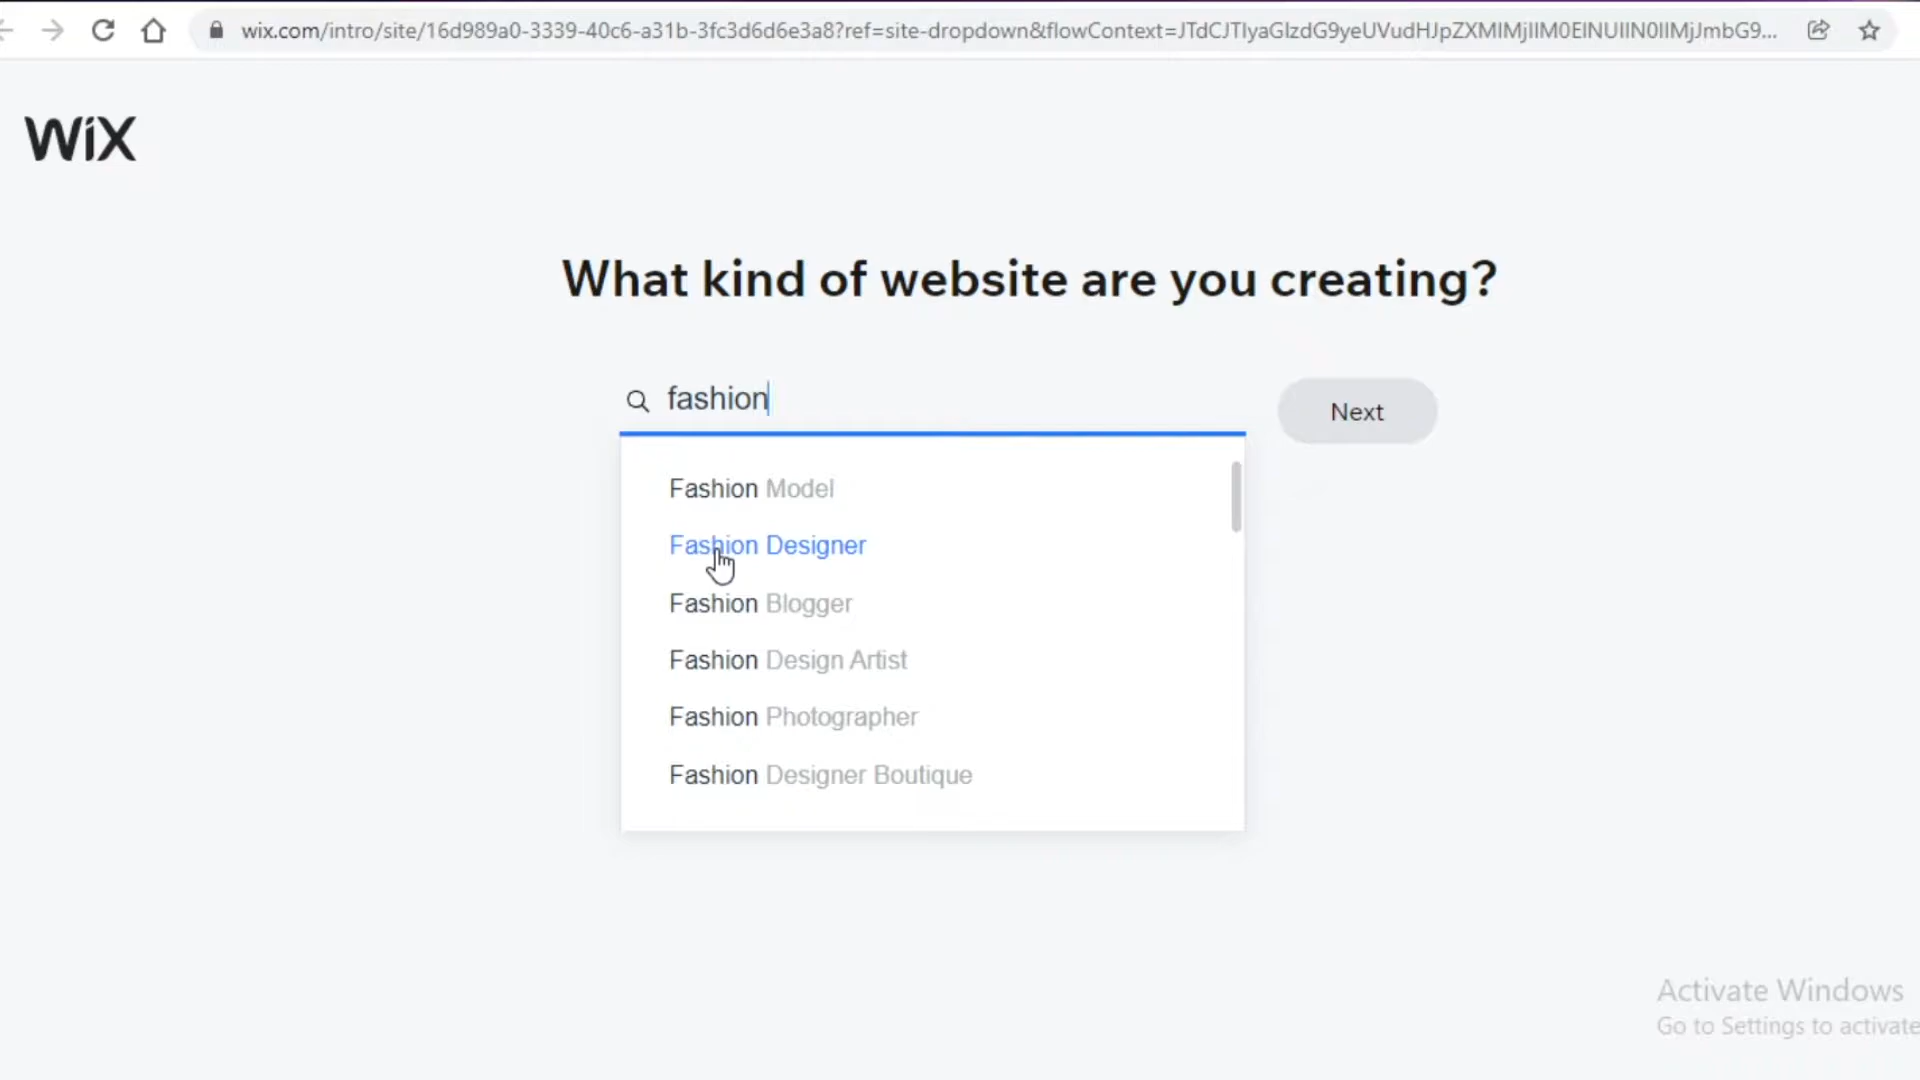 wix.com/intro/site/16d989a0-3339-40c6-a31b-3fc3d6d6e3a8?ref=site-dropdown&flowContext=JTdCJTIyaGlzdG9yeUVudHJpZXMlMjIlM0ElNUIlN0IlMjJmbG9...
WiX
What kind of website are you creating?
fashion
Next
Fashion Model
Fashion Designer
Fashion Blogger
Fashion Design Artist
Fashion Photographer
Fashion Designer Boutique
Activate Windows
Go to Settings to activate